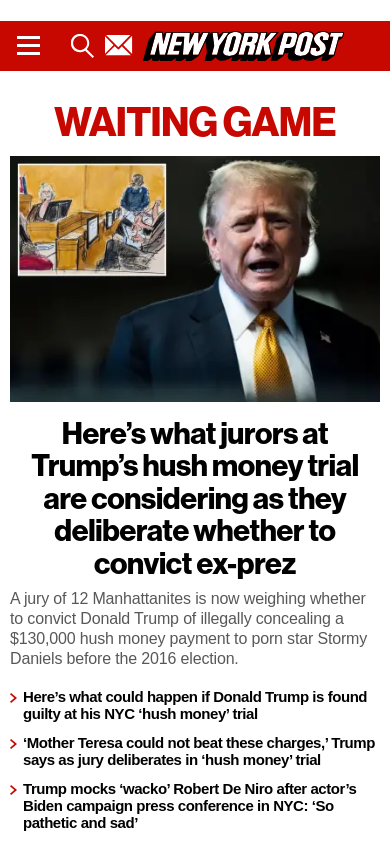 NEW YORK POST
WAITING GAME
Here’s what jurors at
Trump’s hush money trial
are considering as they
deliberate whether to
convict ex-prez
A jury of 12 Manhattanites is now weighing whether
to convict Donald Trump of illegally concealing a
$130,000 hush money payment to porn star Stormy
Daniels before the 2016 election.
Here’s what could happen if Donald Trump is found
guilty at his NYC ‘hush money’ trial
‘Mother Teresa could not beat these charges,’ Trump
says as jury deliberates in ‘hush money’ trial
Trump mocks ‘wacko’ Robert De Niro after actor’s
Biden campaign press conference in NYC: ‘So
pathetic and sad’